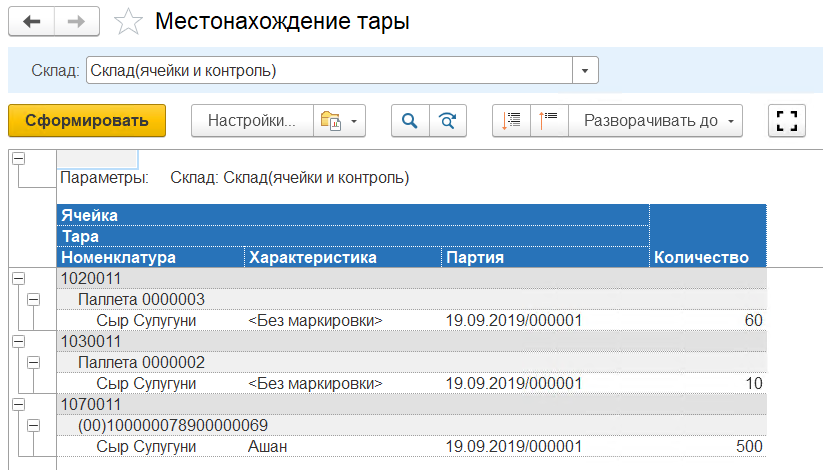 Местонахождение тары
Склад: Склад(ячейки и контроль)
Сформировать Настройки... Разворачивать до
Параметры: Склад: Склад(ячейки и контроль)
Ячейка
Тара
Номенклатура Характеристика Партия Количество
1020011
Паллета 0000003
Сыр Сулугуни <Без маркировки> 19.09.2019/000001 60
1030011
Паллета 0000002
Сыр Сулугуни <Без маркировки> 19.09.2019/000001 10
1070011
(00)100000078900000069
Сыр Сулугуни Ашан 19.09.2019/000001 500